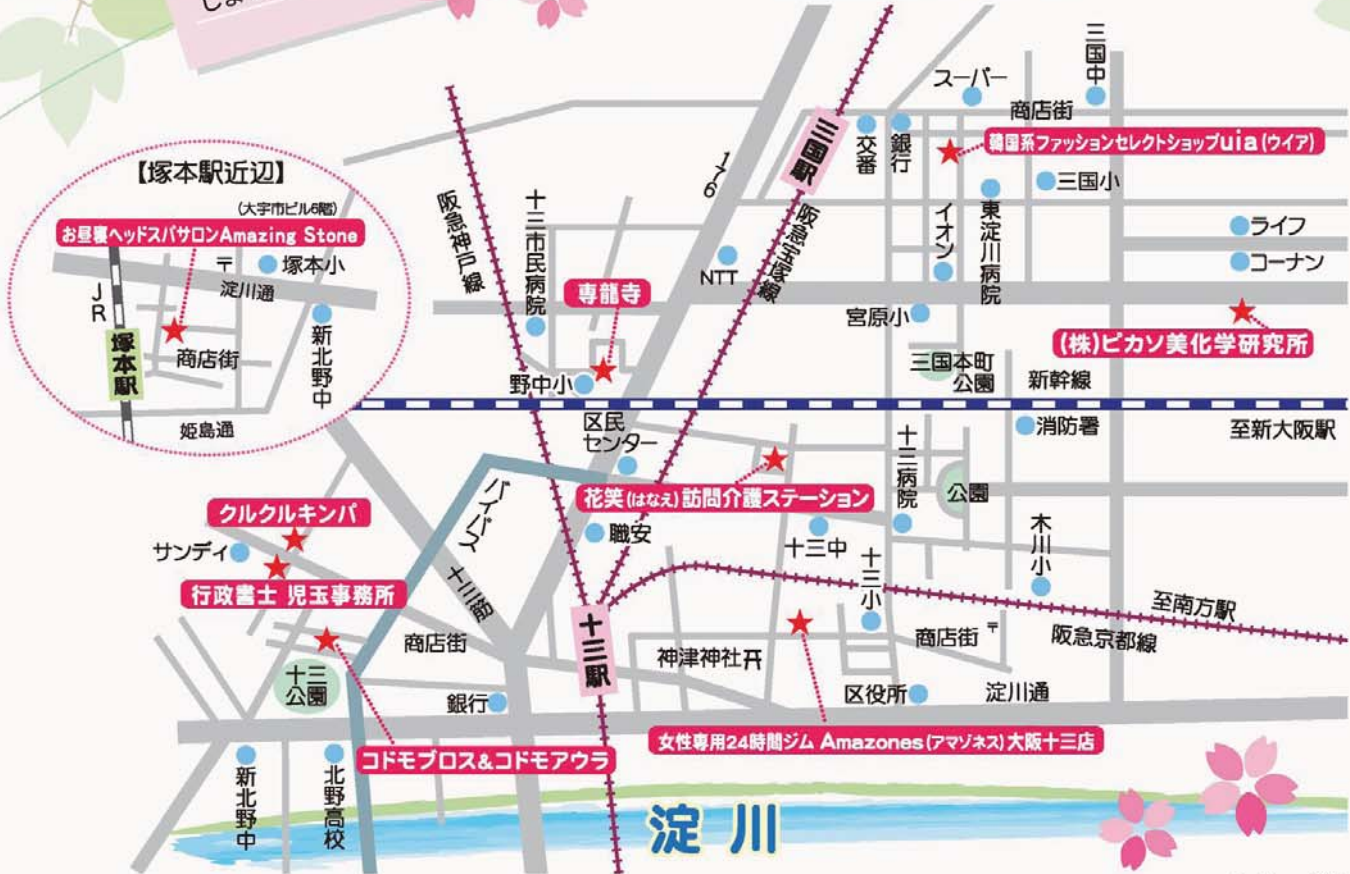 しょ
三国中
スーパー
商店街
三国駅
交番
銀行
韓国系ファッションセレクトショップuia(ウイア)
176
三国小
【塚本駅近辺】
(大宇市ビル6階)
お昼寝ヘッドスパサロンAmazing Stone
〒
塚本小
淀川通
JR
塚本駅
商店街
新北野中
姫島通
阪急神戸線
十三市民病院
専龍寺
NTT
阪急宝塚線
イオン
東淀川病院
ライフ
コーナン
宮原小
(株)ピカソ美化学研究所
三国本町
公園
新幹線
野中小
区民
センター
消防署
至新大阪駅
十三病院
公園
花笑(はなえ)訪問介護ステーション
バイパス
クルクルキンパ
サンディ
職安
十三中
十三小
木川小
行政書士 児玉事務所
十三筋
至南方駅
商店街
十三駅
神津神社
商店街
〒
阪急京都線
十三
公園
銀行
区役所
淀川通
女性専用24時間ジム Amazones(アマゾネス)大阪十三店
コドモブロス&コドモアウラ
新北野中
北野高校
淀川